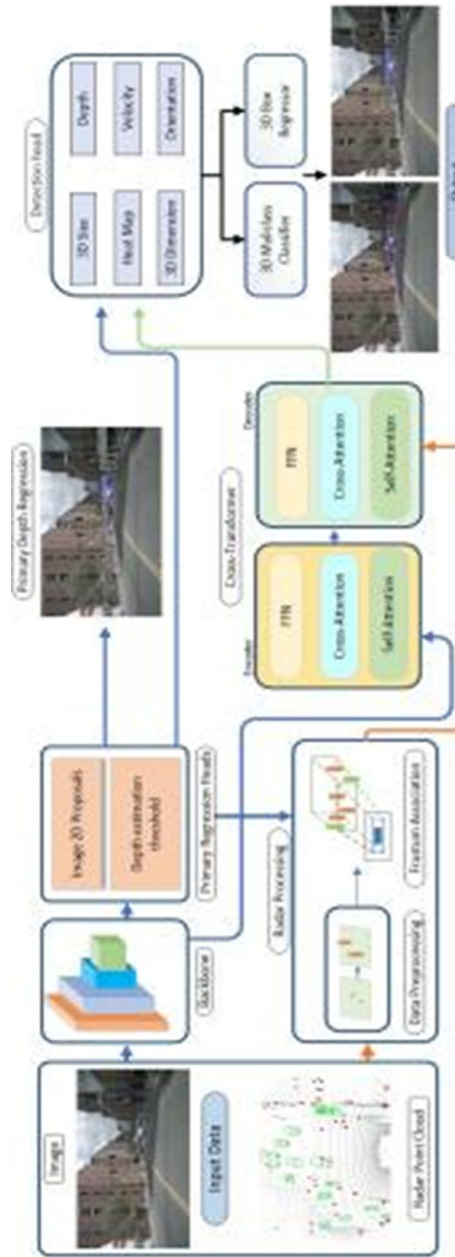 Image
Input Data
Radar Point Cloud
Backbone
Image 2D Proposals
Depth estimation
threshold
Primary Regression Heads
Radar Processing
Data Preprocessing
Frustum Association
Primary Depth Regression
Cross-Transformer
Encoder
FFN
Cross-Attention
Self-Attention
Decoder
FFN
Cross-Attention
Self-Attention
Detection Head
3D Size
Depth
Heat Map
Velocity
3D Dimension
Orientation
3D Multi-class
Classifier
3D Box
Regressor